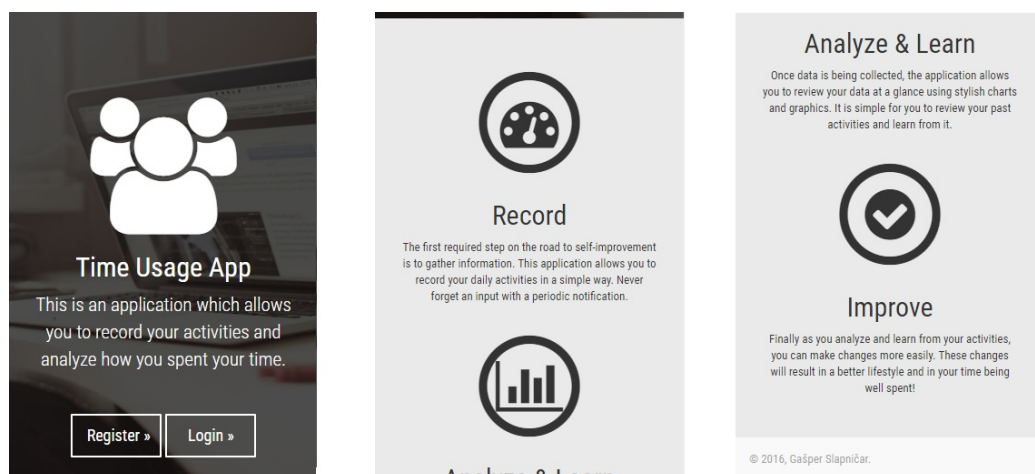 Time Usage App
This is an application which allows
you to record your activities and
analyze how you spent your time.
Register »
Login »
Record
The first required step on the road to self-improvement
is to gather information. This application allows you to
record your daily activities in a simple way. Never
forget an input with a periodic notification.
Analyze & Learn
Analyze & Learn
Once data is being collected, the application allows
you to review your data at a glance using stylish charts
and graphics. It is simple for you to review your past
activities and learn from it.
Improve
Finally as you analyze and learn from your activities,
you can make changes more easily. These changes
will result in a better lifestyle and in your time being
well spent!
© 2016, Gašper Slapničar.